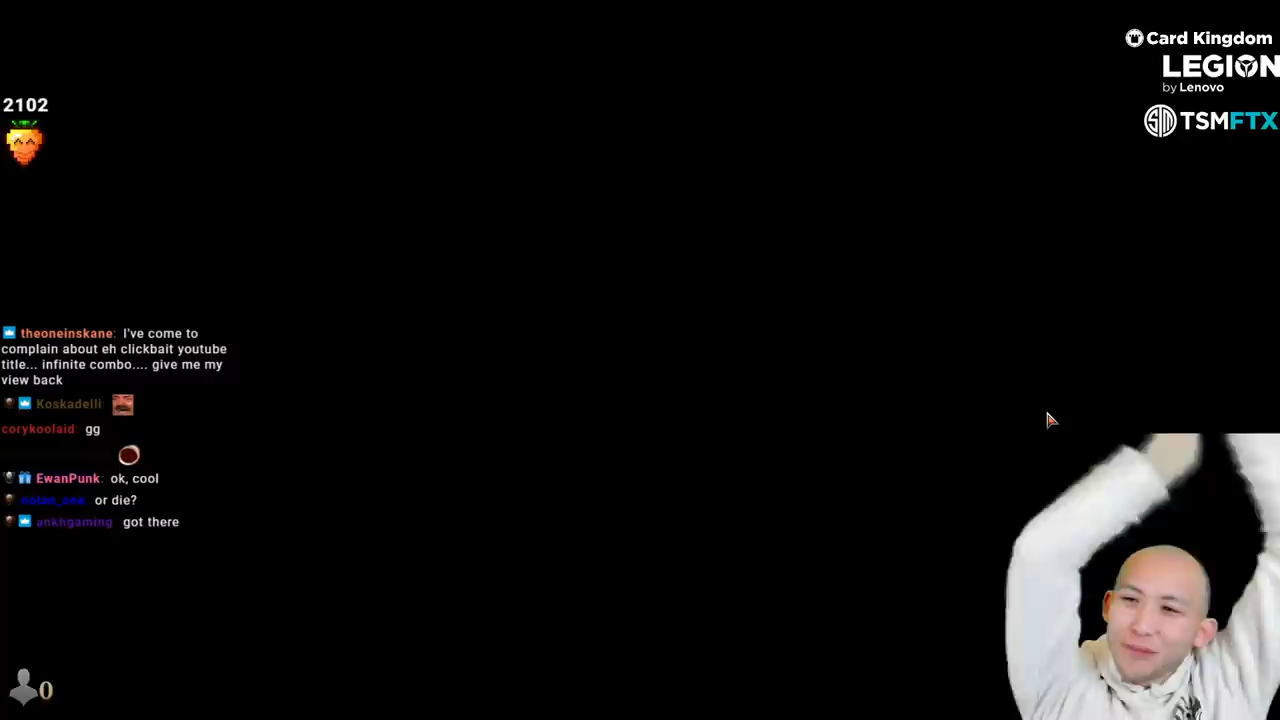 Card Kingdom
LEGION
by Lenovo
TSMFTX
2102
theoneinskane: I've come to
complain about eh clickbait youtube
title... infinite combo.... give me my
view back
Koskadelli:
corykoolaid: gg
EwanPunk: ok, cool
notan_one or die?
ankhgaming got there
0